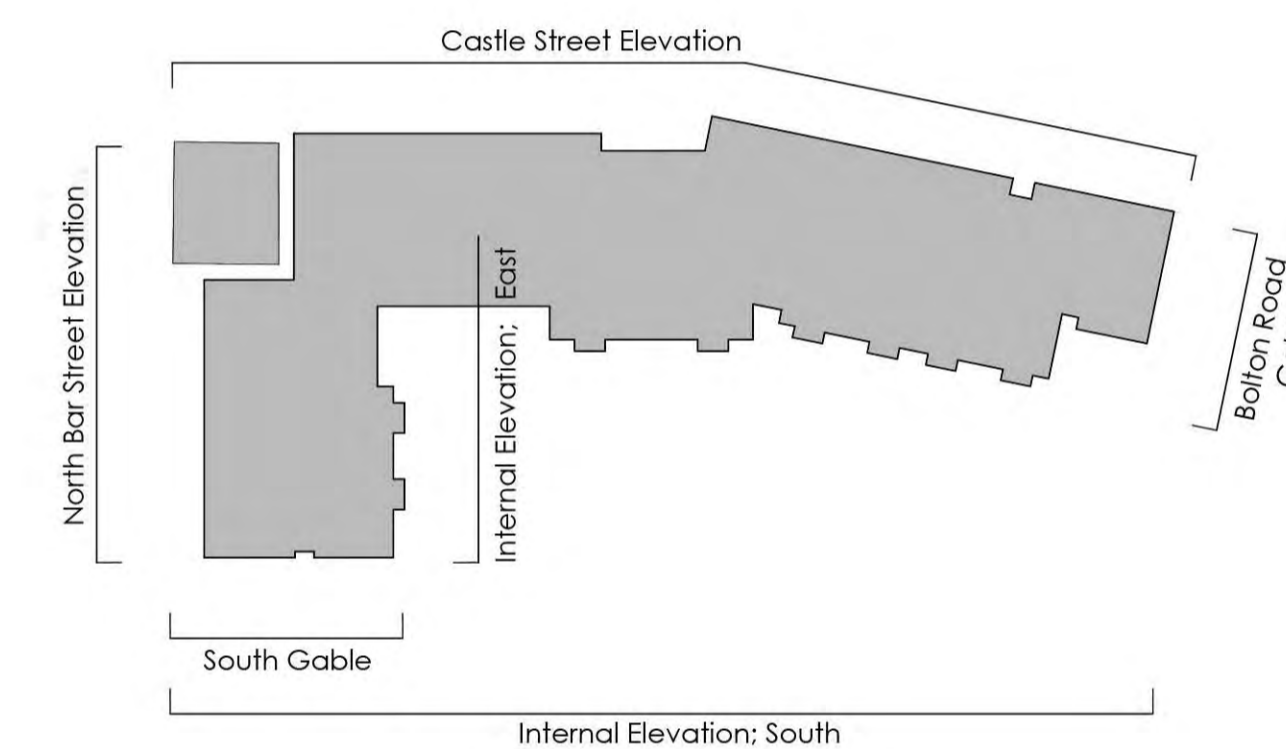 Castle Street Elevation
North Bar Street Elevation
Internal Elevation; East
Bolton Road
South Gable
Internal Elevation; South